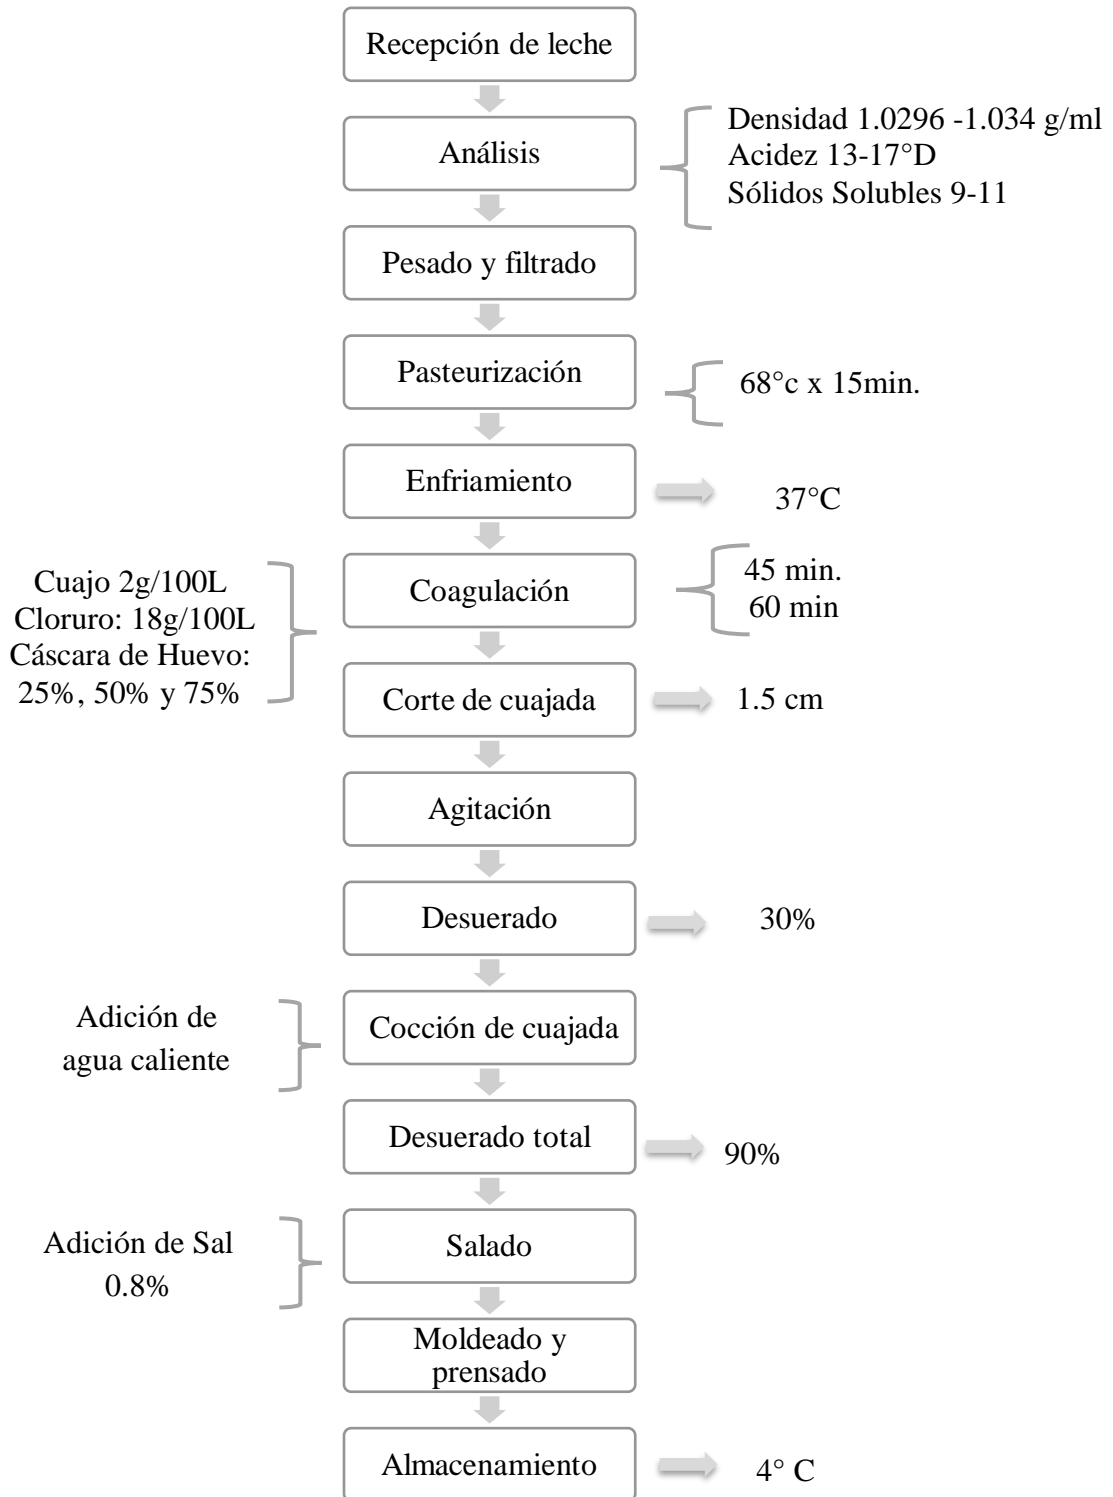 Recepción de leche
Análisis
Densidad 1.0296 -1.034 g/ml
Acidez 13-17°D
Sólidos Solubles 9-11
Pesado y filtrado
Pasteurización
68°c x 15min.
Enfriamiento
37°C
Cuajo 2g/100L
Cloruro: 18g/100L
Cáscara de Huevo:
25%, 50% y 75%
Coagulación
45 min.
60 min
Corte de cuajada
1.5 cm
Agitación
Desuerado
30%
Adición de
agua caliente
Cocción de cuajada
Desuerado total
90%
Adición de Sal
0.8%
Salado
Moldeado y
prensado
Almacenamiento
4° C